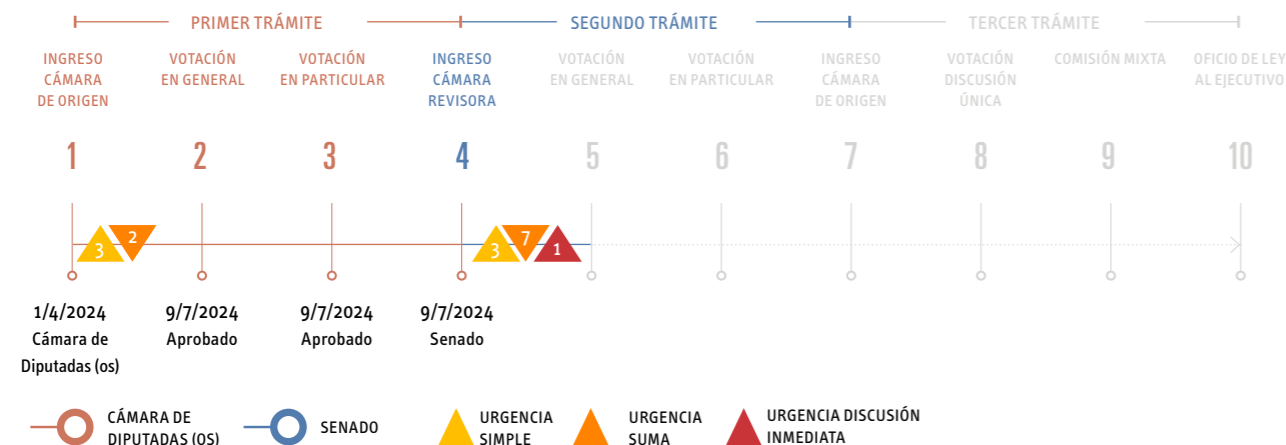 PRIMER TRÁMITE
SEGUNDO TRÁMITE
TERCER TRÁMITE
INGRESO
CÁMARA
DE ORIGEN
VOTACIÓN
EN GENERAL
VOTACIÓN
EN PARTICULAR
INGRESO
CÁMARA
REVISORA
VOTACIÓN
EN GENERAL
VOTACIÓN
EN PARTICULAR
INGRESO
CÁMARA
DE ORIGEN
VOTACIÓN
DISCUSIÓN
ÚNICA
COMISIÓN MIXTA
OFICIO DE LEY
AL EJECUTIVO
1
2
3
4
5
6
7
8
9
10
3
2
3
7
1
1/4/2024
Cámara de
Diputadas (os)
9/7/2024
Aprobado
9/7/2024
Aprobado
9/7/2024
Senado
CÁMARA DE
DIPUTADAS (OS)
SENADO
URGENCIA
SIMPLE
URGENCIA
SUMA
URGENCIA DISCUSIÓN
INMEDIATA